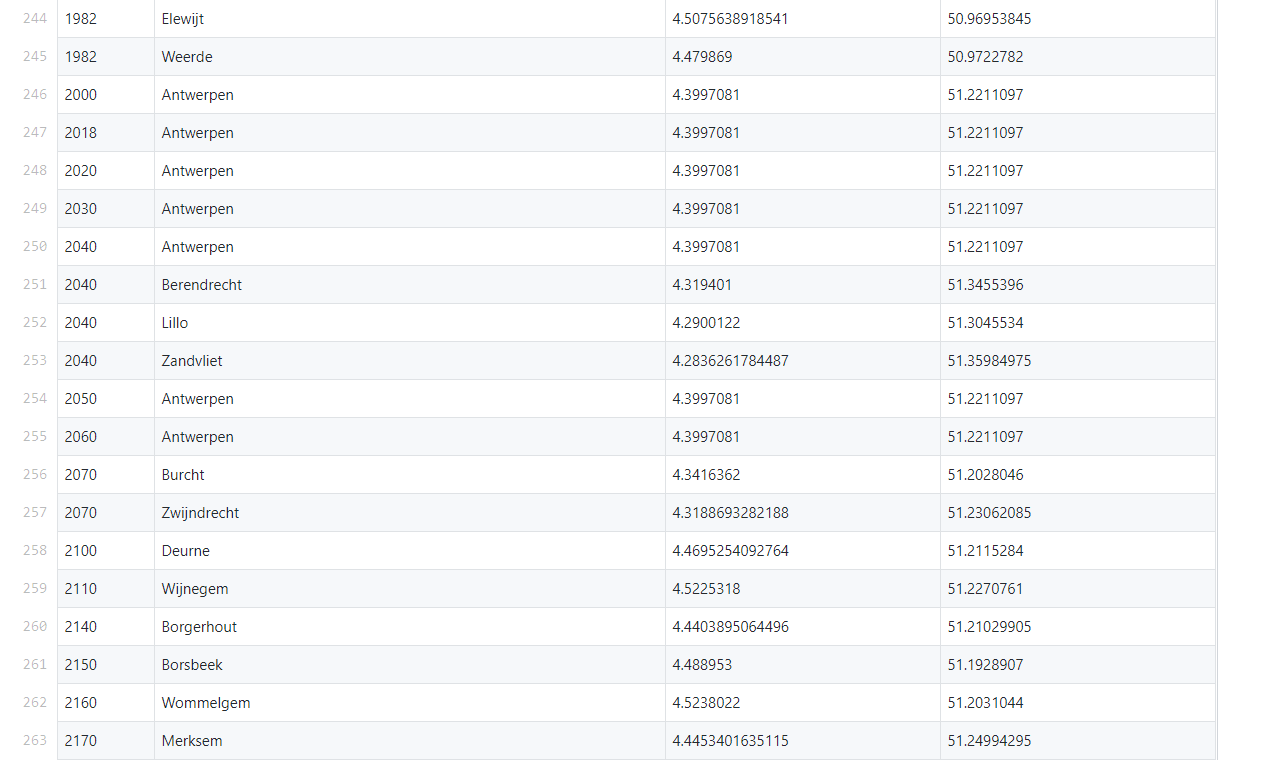 244 1982 Elewijt 4.5075638918541 50.96953845
245 1982 Weerde 4.479869 50.9722782
246 2000 Antwerpen 4.3997081 51.2211097
247 2018 Antwerpen 4.3997081 51.2211097
248 2020 Antwerpen 4.3997081 51.2211097
249 2030 Antwerpen 4.3997081 51.2211097
250 2040 Antwerpen 4.3997081 51.2211097
251 2040 Berendrecht 4.319401 51.3455396
252 2040 Lillo 4.2900122 51.3045534
253 2040 Zandvliet 4.2836261784487 51.35984975
254 2050 Antwerpen 4.3997081 51.2211097
255 2060 Antwerpen 4.3997081 51.2211097
256 2070 Burcht 4.3416362 51.2028046
257 2070 Zwijndrecht 4.3188693282188 51.23062085
258 2100 Deurne 4.4695254092764 51.2115284
259 2110 Wijnegem 4.5225318 51.2270761
260 2140 Borgerhout 4.4403895064496 51.21029905
261 2150 Borsbeek 4.488953 51.1928907
262 2160 Wommelgem 4.5238022 51.2031044
263 2170 Merksem 4.4453401635115 51.24994295